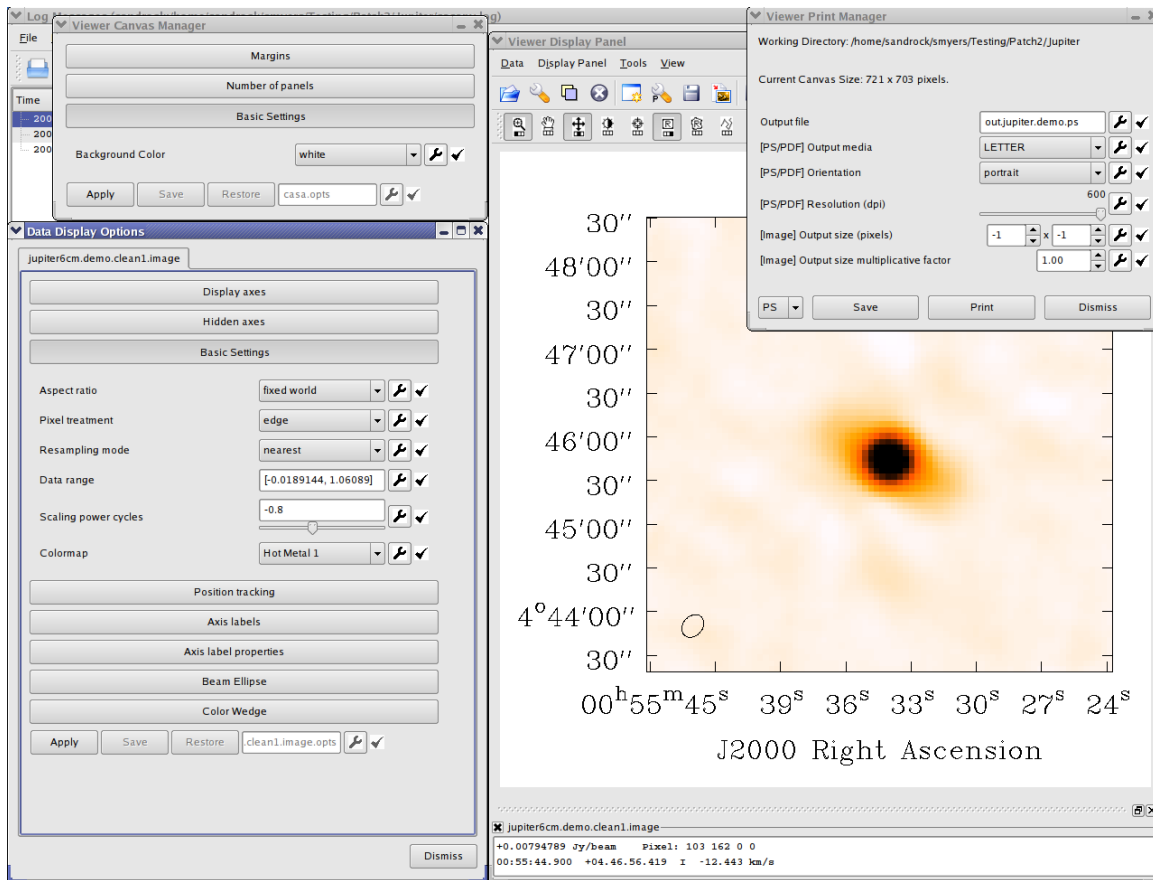 Viewer Canvas Manager
Margins
Number of panels
Basic Settings
Background Color white
Apply Save Restore casa.opts
File
Time
200
200
200
Data Display Options
jupiter6cm.demo.clean1.image
Display axes
Hidden axes
Basic Settings
Aspect ratio fixed world
Pixel treatment edge
Resampling mode nearest
Data range [-0.0189144, 1.06089]
Scaling power cycles -0.8
Colormap Hot Metal 1
Position tracking
Axis labels
Axis label properties
Beam Ellipse
Color Wedge
Apply Save Restore .clean1.image.opts
Dismiss
Viewer Display Panel
Data Display Panel Tools View
30''
48'00''
30''
47'00''
30''
46'00''
30''
45'00''
30''
4°44'00''
30''
00h55m45s 39s 36s 33s 30s 27s 24s
J2000 Right Ascension
jupiter6cm.demo.clean1.image
+0.00794789 Jy/beam Pixel: 103 162 0 0
00:55:44.900 +04.46.56.419 I -12.443 km/s
Viewer Print Manager
Working Directory: /home/sandrock/smyers/Testing/Patch2/Jupiter
Current Canvas Size: 721 x 703 pixels.
Output file out.jupiter.demo.ps
[PS/PDF] Output media LETTER
[PS/PDF] Orientation portrait
[PS/PDF] Resolution (dpi) 600
[Image] Output size (pixels) -1 x -1
[Image] Output size multiplicative factor 1.00
PS Save Print Dismiss